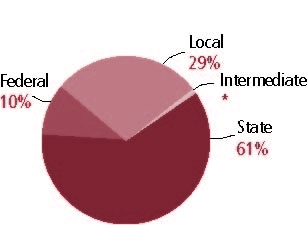 Local
29%
Federal
10%
Intermediate
*
State
61%